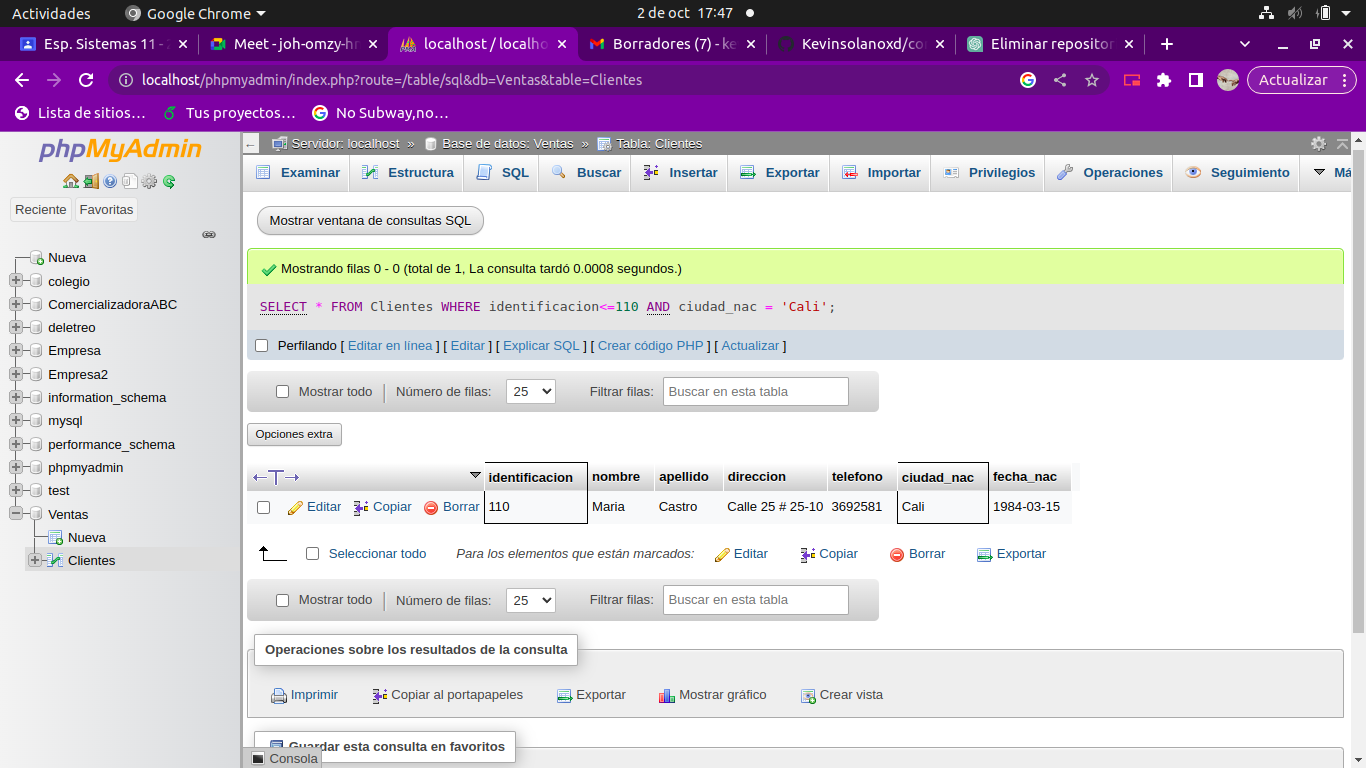 Actividades Google Chrome 2 de oct 17:47
Esp. Sistemas 11 - 2 Meet - joh-omzy-hr localhost / localho Borradores (7) - ke Kevinsolanoxd/co Eliminar repositor
localhost/phpmyadmin/index.php?route=/table/sql&db=Ventas&table=Clientes Actualizar
Lista de sitios… Tus proyectos… No Subway,no…
phpMyAdmin
Reciente Favoritas
Nueva
colegio
ComercializadoraABC
deletreo
Empresa
Empresa2
information_schema
mysql
performance_schema
phpmyadmin
test
Ventas
Nueva
Clientes
Servidor: localhost » Base de datos: Ventas » Tabla: Clientes
Examinar Estructura SQL Buscar Insertar Exportar Importar Privilegios Operaciones Seguimiento Má
Mostrar ventana de consultas SQL
Mostrando filas 0 - 0 (total de 1, La consulta tardó 0.0008 segundos.)
SELECT * FROM Clientes WHERE identificacion<=110 AND ciudad_nac = 'Cali';
Perfilando [ Editar en línea ] [ Editar ] [ Explicar SQL ] [ Crear código PHP ] [ Actualizar ]
Mostrar todo Número de filas: 25 Filtrar filas: Buscar en esta tabla
Opciones extra
identificacion nombre apellido direccion telefono ciudad_nac fecha_nac
Editar Copiar Borrar 110 Maria Castro Calle 25 # 25-10 3692581 Cali 1984-03-15
Seleccionar todo Para los elementos que están marcados: Editar Copiar Borrar Exportar
Mostrar todo Número de filas: 25 Filtrar filas: Buscar en esta tabla
Operaciones sobre los resultados de la consulta
Imprimir Copiar al portapapeles Exportar Mostrar gráfico Crear vista
Guardar esta consulta en favoritos
Consola